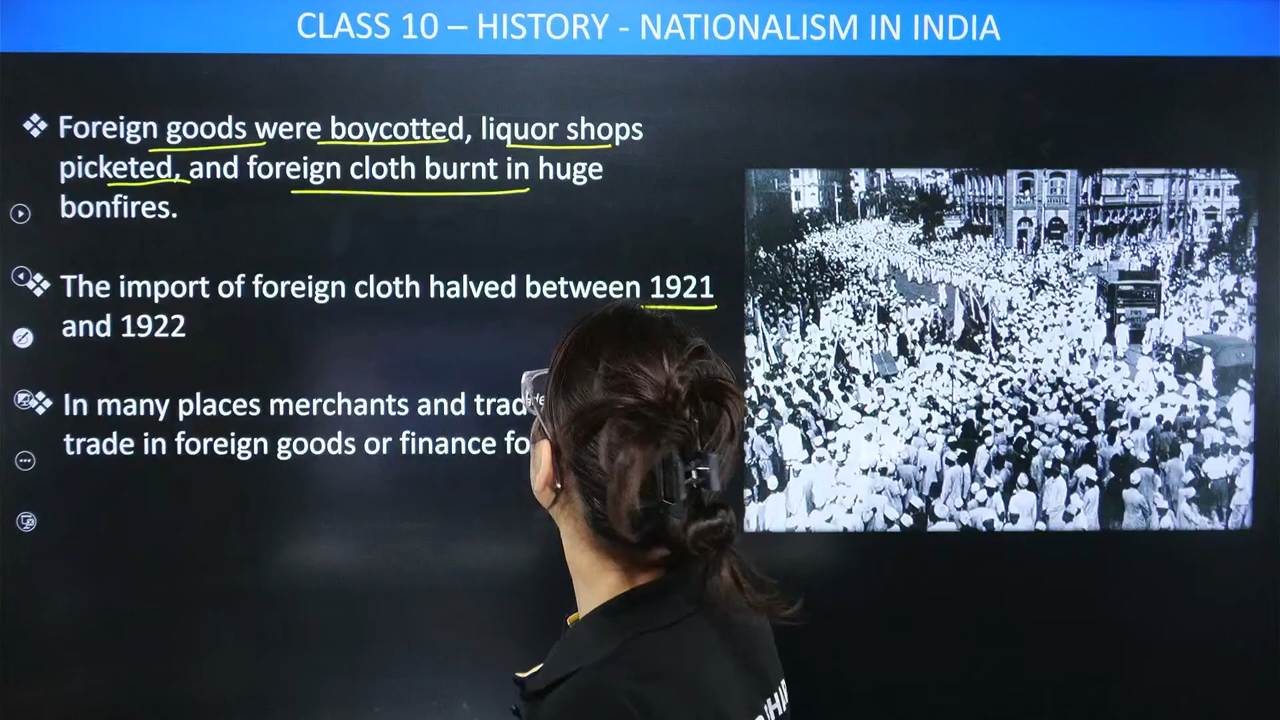 CLASS 10 – HISTORY - NATIONALISM IN INDIA
❖ Foreign goods were boycotted, liquor shops
picketed, and foreign cloth burnt in huge
bonfires.
❖ The import of foreign cloth halved between 1921
and 1922
❖ In many places merchants and
trade in foreign goods or finance